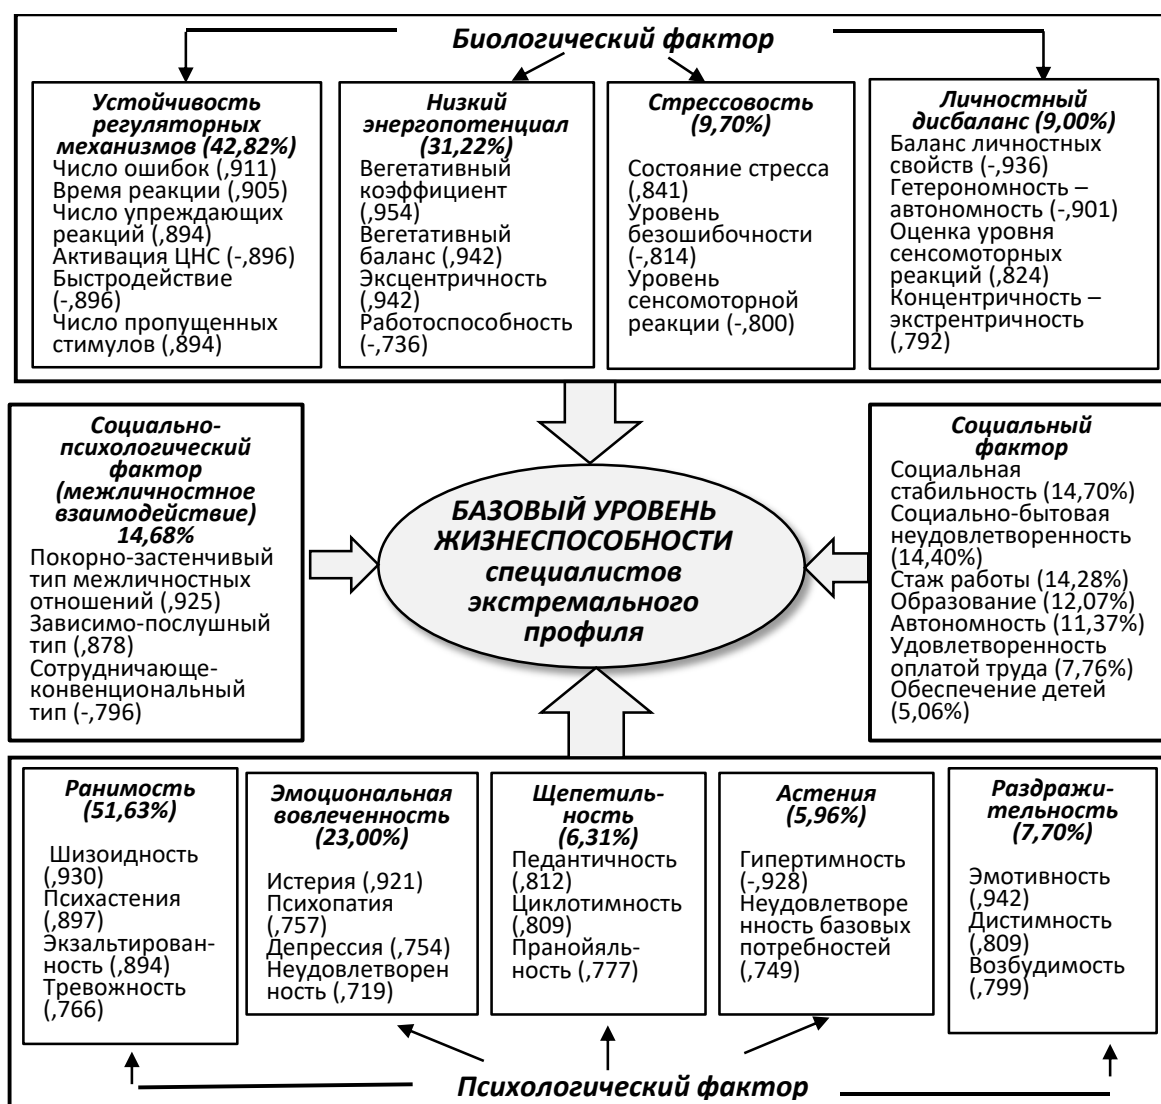 Биологический фактор
Устойчивость
регуляторных
механизмов (42,82%)
Число ошибок (,911)
Время реакции (,905)
Число упреждающих
реакций (,894)
Активация ЦНС (-,896)
Быстродействие
(-,896)
Число пропущенных
стимулов (,894)
Низкий
энергопотенциал
(31,22%)
Вегетативный
коэффициент
(,954)
Вегетативный
баланс (,942)
Эксцентричность
(,942)
Работоспособность
(-,736)
Стрессовость
(9,70%)
Состояние стресса
(,841)
Уровень
безошибочности
(-,814)
Уровень
сенсомоторной
реакции (-,800)
Личностный
дисбаланс (9,00%)
Баланс личностных
свойств (-,936)
Гетерономность –
автономность (-,901)
Оценка уровня
сенсомоторных
реакций (,824)
Концентричность –
экстрентричность
(,792)
Социально-
психологический
фактор
(межличностное
взаимодействие)
14,68%
Покорно-застенчивый
тип межличностных
отношений (,925)
Зависимо-послушный
тип (,878)
Сотрудничающе-
конвенциональный
тип (-,796)
БАЗОВЫЙ УРОВЕНЬ
ЖИЗНЕСПОСОБНОСТИ
специалистов
экстремального
профиля
Социальный
фактор
Социальная
стабильность (14,70%)
Социально-бытовая
неудовлетворенность
(14,40%)
Стаж работы (14,28%)
Образование (12,07%)
Автономность (11,37%)
Удовлетворенность
оплатой труда (7,76%)
Обеспечение детей
(5,06%)
Ранимость
(51,63%)
Шизоидность
(,930)
Психастения
(,897)
Экзальтирован-
ность (,894)
Тревожность
(,766)
Эмоциональная
вовлеченность
(23,00%)
Истерия (,921)
Психопатия
(,757)
Депрессия (,754)
Неудовлетворен
ность (,719)
Щепетиль-
ность
(6,31%)
Педантичность
(,812)
Циклотимность
(,809)
Пранойяль-
ность (,777)
Астения
(5,96%)
Гипертимность
(-,928)
Неудовлетворе
нность базовых
потребностей
(,749)
Раздражи-
тельность
(7,70%)
Эмотивность
(,942)
Дистимность
(,809)
Возбудимость
(,799)
Психологический фактор